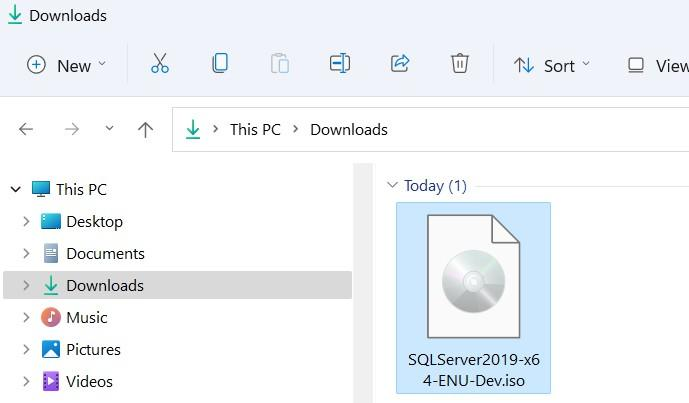 Downloads
New
Sort
View
This PC > Downloads
This PC
Desktop
Documents
Downloads
Music
Pictures
Videos
Today (1)
SQLServer2019-x6
4-ENU-Dev.iso